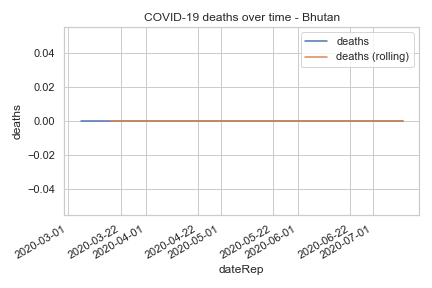 COVID-19 deaths over time - Bhutan
deaths
deaths (rolling)
0.04
0.02
0.00
−0.02
−0.04
deaths
2020-03-01
2020-03-22
2020-04-01
2020-04-22
2020-05-01
2020-05-22
2020-06-01
2020-06-22
2020-07-01
dateRep